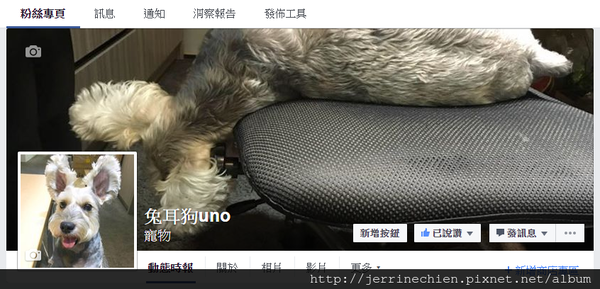 粉絲專頁 訊息 通知 洞察報告 發佈工具
兔耳狗uno
寵物
新增按鈕 已說讚 發訊息
動態時報 關於 相片 影片 更多
http://jerrinechien.pixnet.net/album